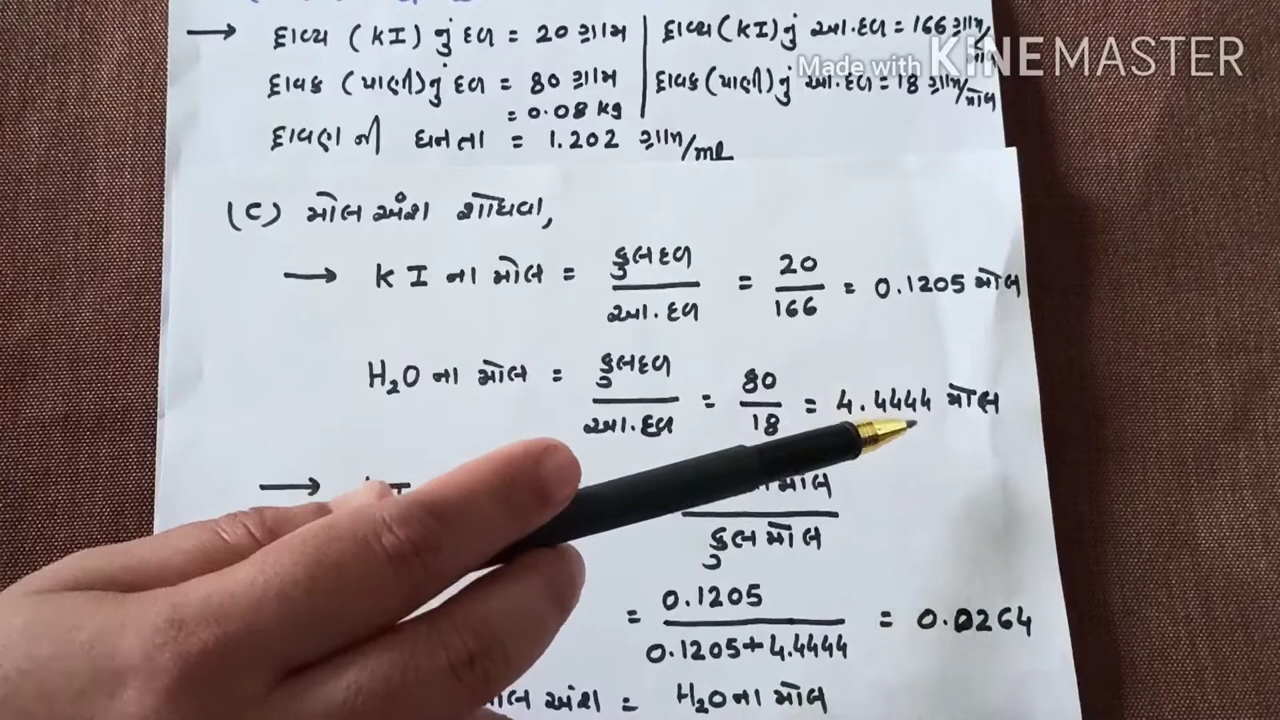 → દ્રાવ્ય (KI) નું દળ = 20 ગ્રામ | દ્રાવ્ય (KI) નું આ.દળ = 166 ગ્રામ/
Made with KINEMASTER
દ્રાવક (પાણી) નું દળ = 80 ગ્રામ | દ્રાવક (પાણી) નું આ.દળ = 18 ગ્રામ/મોલ
= 0.08 kg
દ્રાવણ ની ઘનતા = 1.202 ગ્રામ/ml
(C) મોલ અંશ શોધવા,
→ KI ના મોલ = કુલદળ / આ.દળ = 20 / 166 = 0.1205 મોલ
H₂O ના મોલ = કુલદળ / આ.દળ = 80 / 18 = 4.4444 મોલ
→ મોલ / કુલ મોલ
= 0.1205 / 0.1205+4.4444 = 0.0264
મોલ અંશ = H₂O ના મોલ